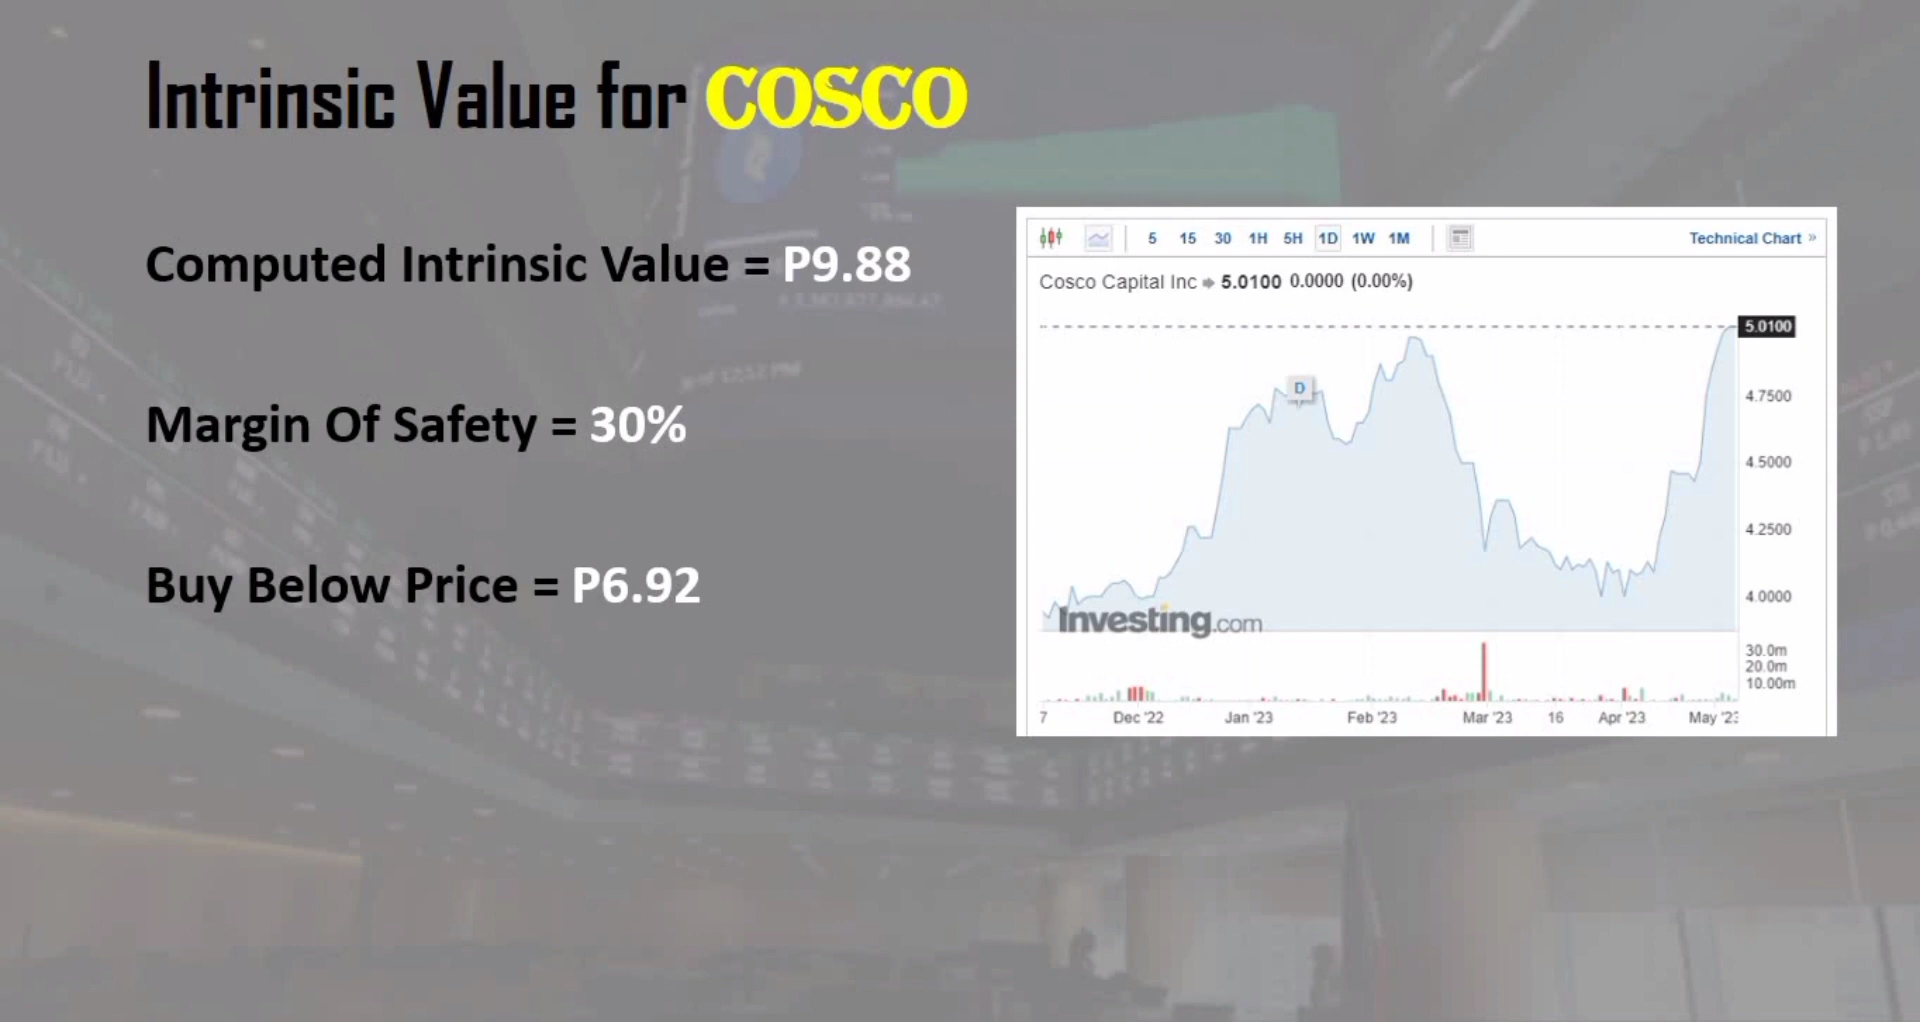 Intrinsic Value for COSCO
Computed Intrinsic Value = P9.88
Margin Of Safety = 30%
Buy Below Price = P6.92
5 15 30 1H 5H 1D 1W 1M Technical Chart »
Cosco Capital Inc 5.0100 0.0000 (0.00%)
5.0100
D
4.7500
4.5000
4.2500
4.0000
Investing.com
30.0m
20.0m
10.00m
7 Dec '22 Jan '23 Feb '23 Mar '23 16 Apr '23 May '23